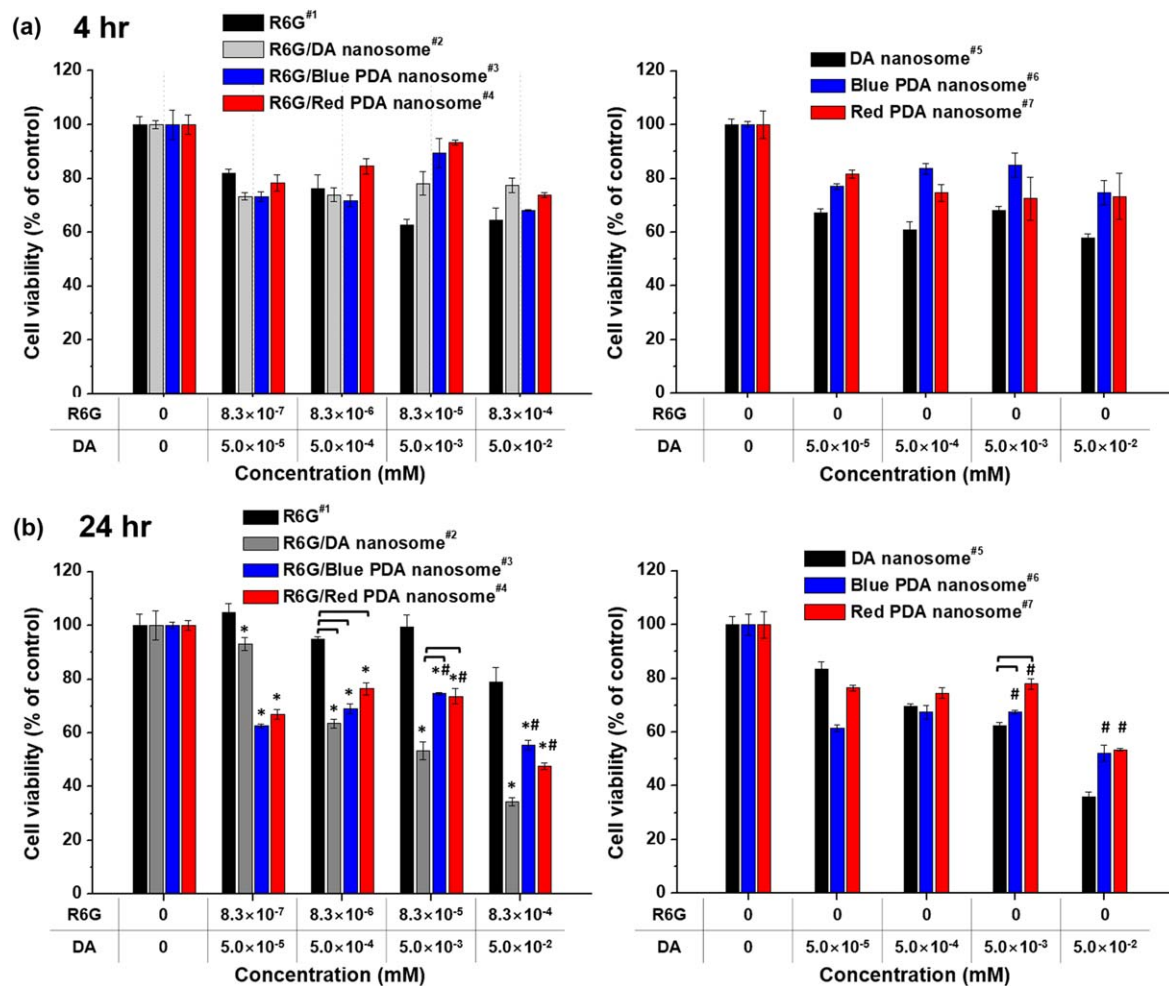 (a) 4 hr
R6G#1
R6G/DA nanosome#2
R6G/Blue PDA nanosome#3
R6G/Red PDA nanosome#4
Cell viability (% of control)
120
100
80
60
40
20
0
R6G 0 8.3×10-7 8.3×10-6 8.3×10-5 8.3×10-4
DA 0 5.0×10-5 5.0×10-4 5.0×10-3 5.0×10-2
Concentration (mM)
DA nanosome#5
Blue PDA nanosome#6
Red PDA nanosome#7
Cell viability (% of control)
120
100
80
60
40
20
0
R6G 0 0 0 0 0
DA 0 5.0×10-5 5.0×10-4 5.0×10-3 5.0×10-2
Concentration (mM)
(b) 24 hr
R6G#1
R6G/DA nanosome#2
R6G/Blue PDA nanosome#3
R6G/Red PDA nanosome#4
Cell viability (% of control)
120
100
80
60
40
20
0
* * * * * * * *# *# * *# *#
R6G 0 8.3×10-7 8.3×10-6 8.3×10-5 8.3×10-4
DA 0 5.0×10-5 5.0×10-4 5.0×10-3 5.0×10-2
Concentration (mM)
DA nanosome#5
Blue PDA nanosome#6
Red PDA nanosome#7
Cell viability (% of control)
120
100
80
60
40
20
0
# # # #
R6G 0 0 0 0 0
DA 0 5.0×10-5 5.0×10-4 5.0×10-3 5.0×10-2
Concentration (mM)